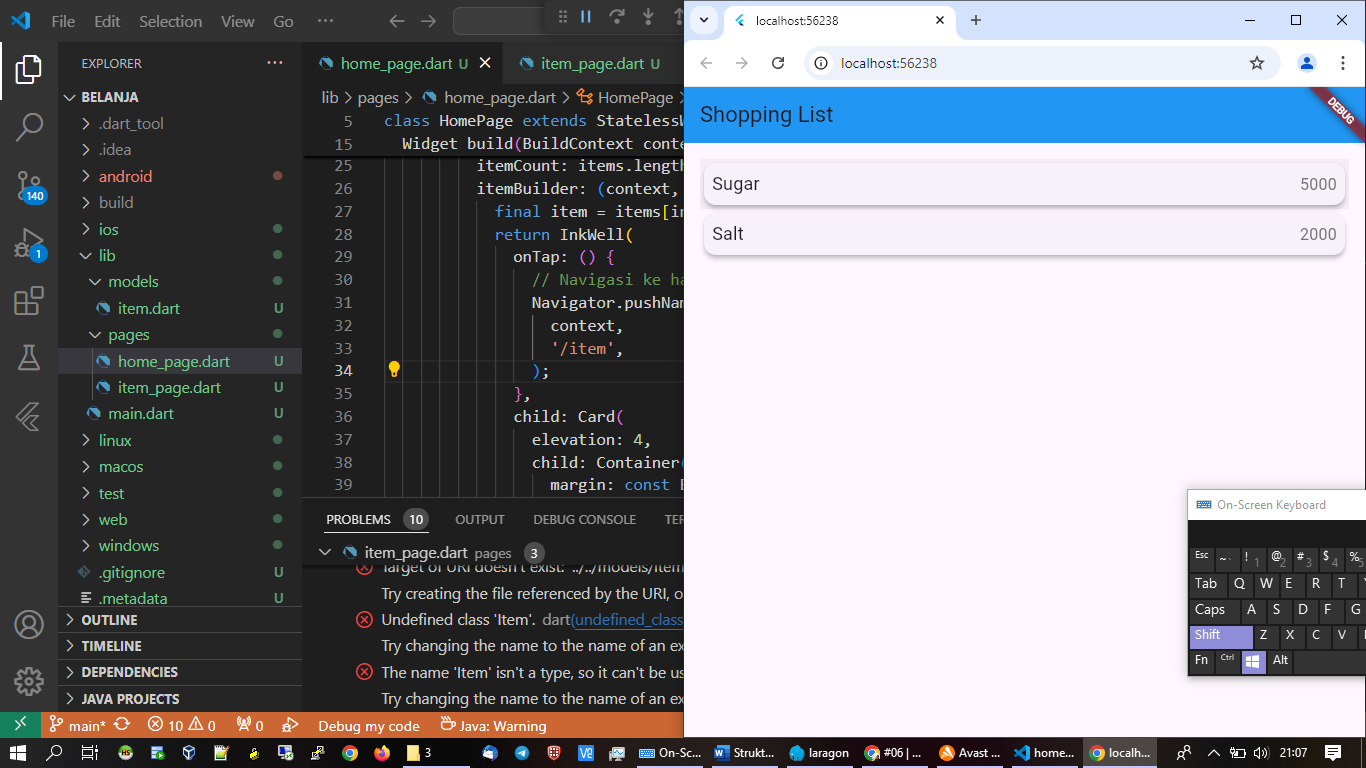 File Edit Selection View Go ···
EXPLORER ···
BELANJA
.dart_tool
.idea
android
build
ios
lib
models
item.dart U
pages
home_page.dart U
item_page.dart U
main.dart U
linux
macos
test
web
windows
.gitignore U
.metadata U
OUTLINE
TIMELINE
DEPENDENCIES
JAVA PROJECTS
140
1
home_page.dart U
item_page.dart U
lib > pages > home_page.dart > HomePage >
5 class HomePage extends StatelessW
15 Widget build(BuildContext conte
25 itemCount: items.length
26 itemBuilder: (context,
27 final item = items[in
28 return InkWell(
29 onTap: () {
30 // Navigasi ke ha
31 Navigator.pushNam
32 context,
33 '/item',
34 );
35 },
36 child: Card(
37 elevation: 4,
38 child: Container(
39 margin: const E
PROBLEMS 10 OUTPUT DEBUG CONSOLE TER
item_page.dart pages 3
Target of URI doesn't exist: '../../models/item
Try creating the file referenced by the URI, o
Undefined class 'Item'. dart(undefined_class
Try changing the name to the name of an ex
The name 'Item' isn't a type, so it can't be us
Try changing the name to the name of an ex
main* 10 0 0 Debug my code Java: Warning
localhost:56238
localhost:56238
Shopping List
DEBUG
Sugar 5000
Salt 2000
On-Screen Keyboard
Esc ~ ` ! 1 @ 2 # 3 $ 4 % 5
Tab Q W E R T
Caps A S D F G
Shift Z X C V
Fn Ctrl Alt
3 On-Sc... Strukt... laragon #06 | ... Avast ... home... localh... 21:07